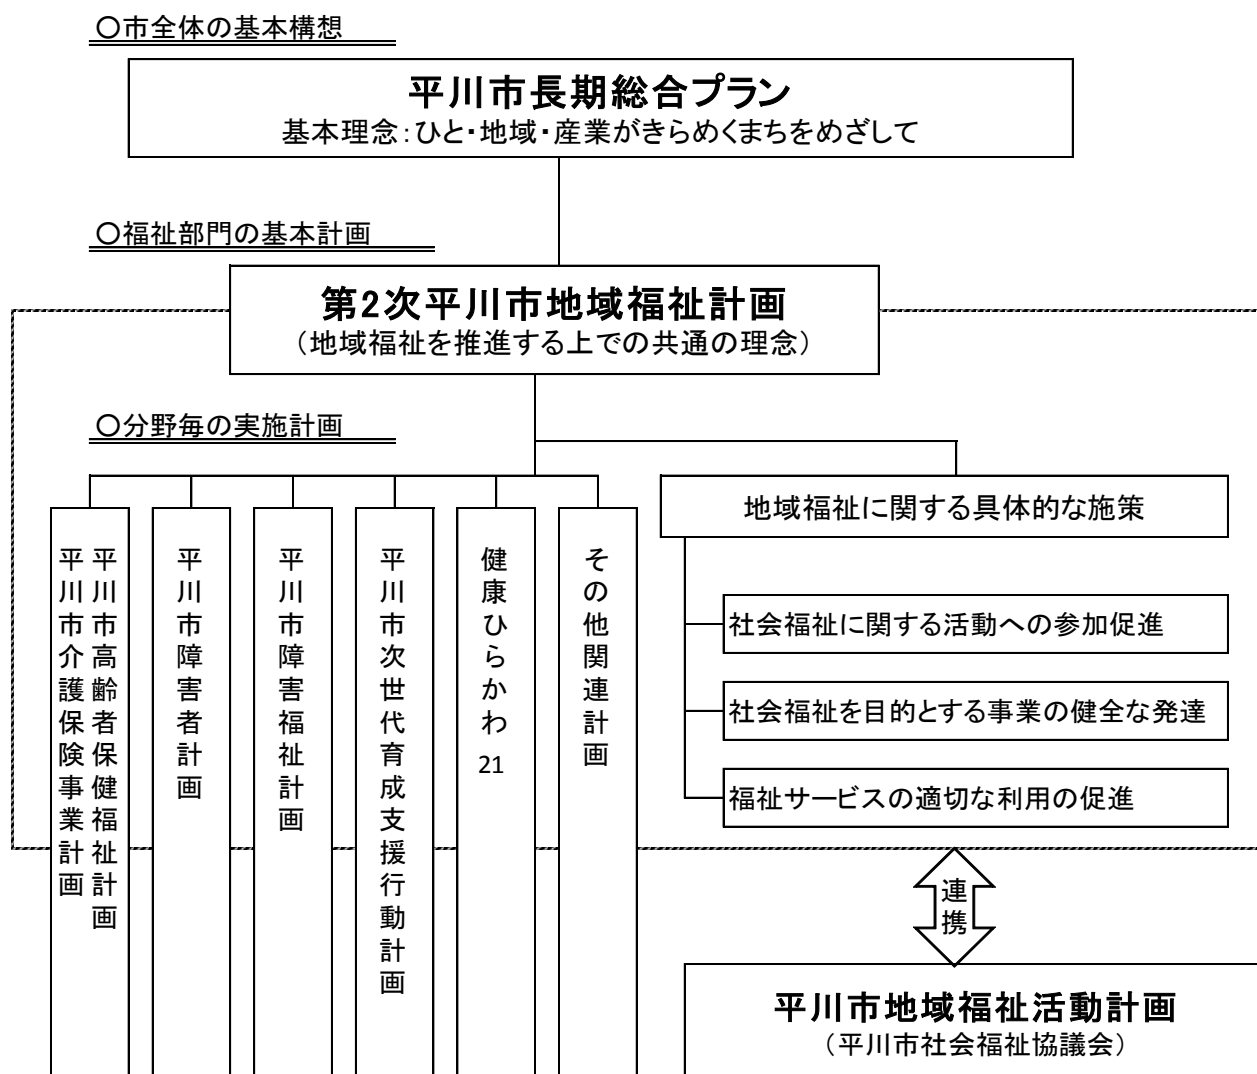 〇市全体の基本構想
平川市長期総合プラン
基本理念：ひと・地域・産業がきらめくまちをめざして
〇福祉部門の基本計画
第2次平川市地域福祉計画
（地域福祉を推進する上での共通の理念）
〇分野毎の実施計画
平川市高齢者保健福祉計画
平川市介護保険事業計画
平川市障害者計画
平川市障害福祉計画
平川市次世代育成支援行動計画
健康ひらかわ21
その他関連計画
地域福祉に関する具体的な施策
社会福祉に関する活動への参加促進
社会福祉を目的とする事業の健全な発達
福祉サービスの適切な利用の促進
連携
平川市地域福祉活動計画
（平川市社会福祉協議会）